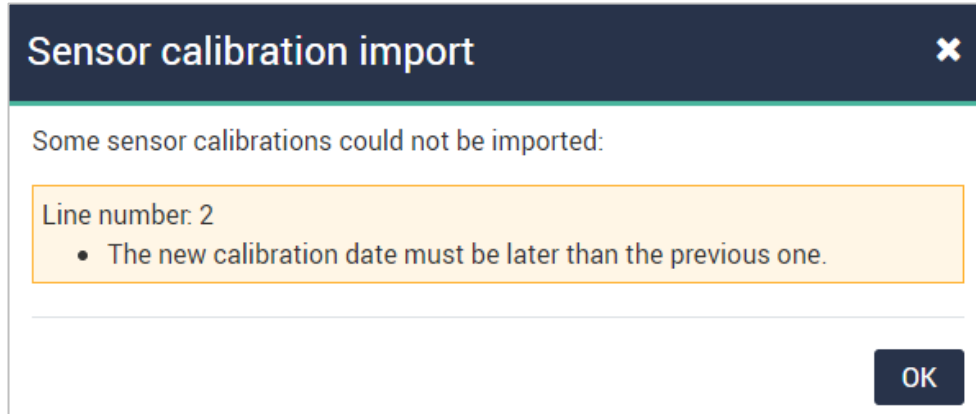 Sensor calibration import
Some sensor calibrations could not be imported:
Line number: 2
• The new calibration date must be later than the previous one.
OK